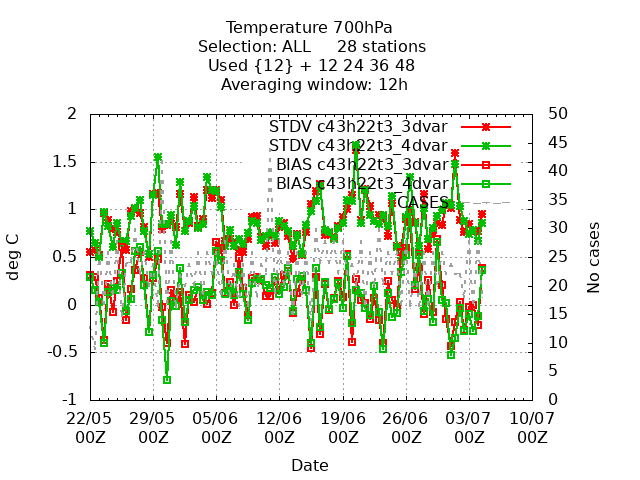 Temperature 700hPa
Selection: ALL 28 stations
Used {12} + 12 24 36 48
Averaging window: 12h
STDV c43h22t3_3dvar
STDV c43h22t3_4dvar
BIAS c43h22t3_3dvar
BIAS c43h22t3_4dvar
CASES
deg C
2
1.5
1
0.5
0
-0.5
-1
No cases
50
45
40
35
30
25
20
15
10
5
0
22/05 29/05 05/06 12/06 19/06 26/06 03/07 10/07
00Z 00Z 00Z 00Z 00Z 00Z 00Z 00Z
Date